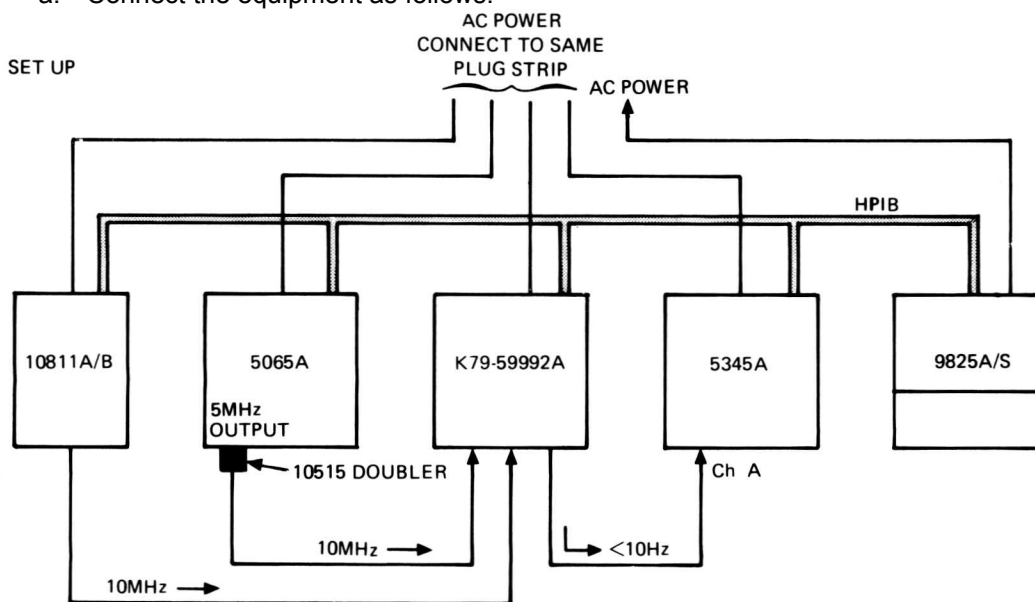 a. Connect the equipment as follows:
AC POWER
CONNECT TO SAME
PLUG STRIP
SET UP
AC POWER
HPIB
10811A/B
5065A
K79-59992A
5345A
9825A/S
5MHz
OUTPUT
10515 DOUBLER
Ch A
10MHz
<10Hz
10MHz